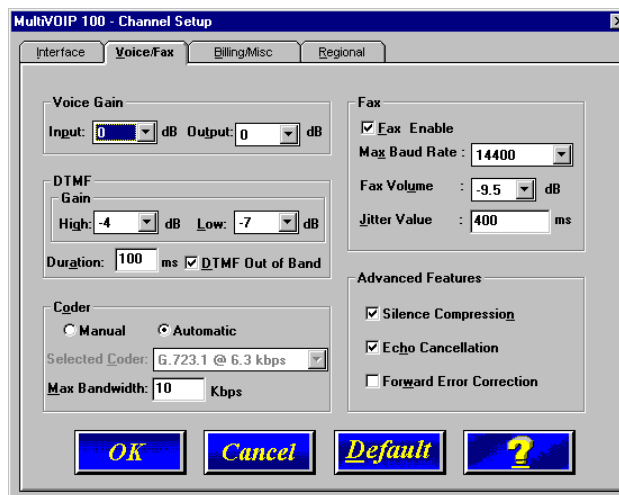 MultiVOIP 100 - Channel Setup
Interface
Voice/Fax
Billing/Misc
Regional
Voice Gain
Input: 0 dB Output: 0 dB
DTMF
Gain
High: -4 dB Low: -7 dB
Duration: 100 ms DTMF Out of Band
Coder
Manual Automatic
Selected Coder: G.723.1 @ 6.3 kbps
Max Bandwidth: 10 Kbps
Fax
Fax Enable
Max Baud Rate : 14400
Fax Volume : -9.5 dB
Jitter Value : 400 ms
Advanced Features
Silence Compression
Echo Cancellation
Forward Error Correction
OK
Cancel
Default
?